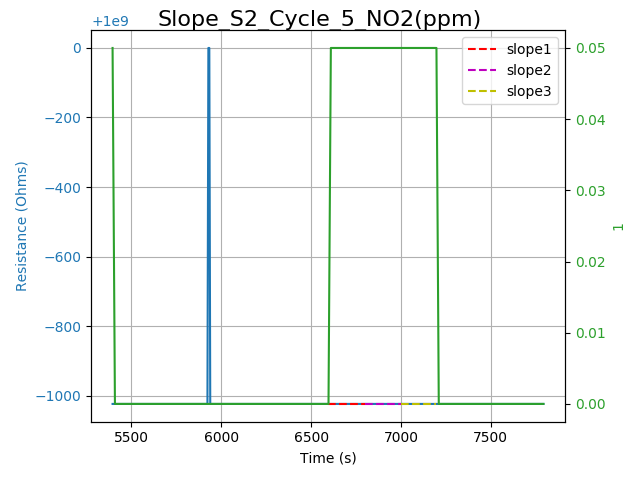 Slope_S2_Cycle_5_NO2(ppm)
+1e9
0
−200
−400
−600
−800
−1000
Resistance (Ohms)
slope1
slope2
slope3
0.05
0.04
0.03
0.02
0.01
0.00
1
5500 6000 6500 7000 7500
Time (s)